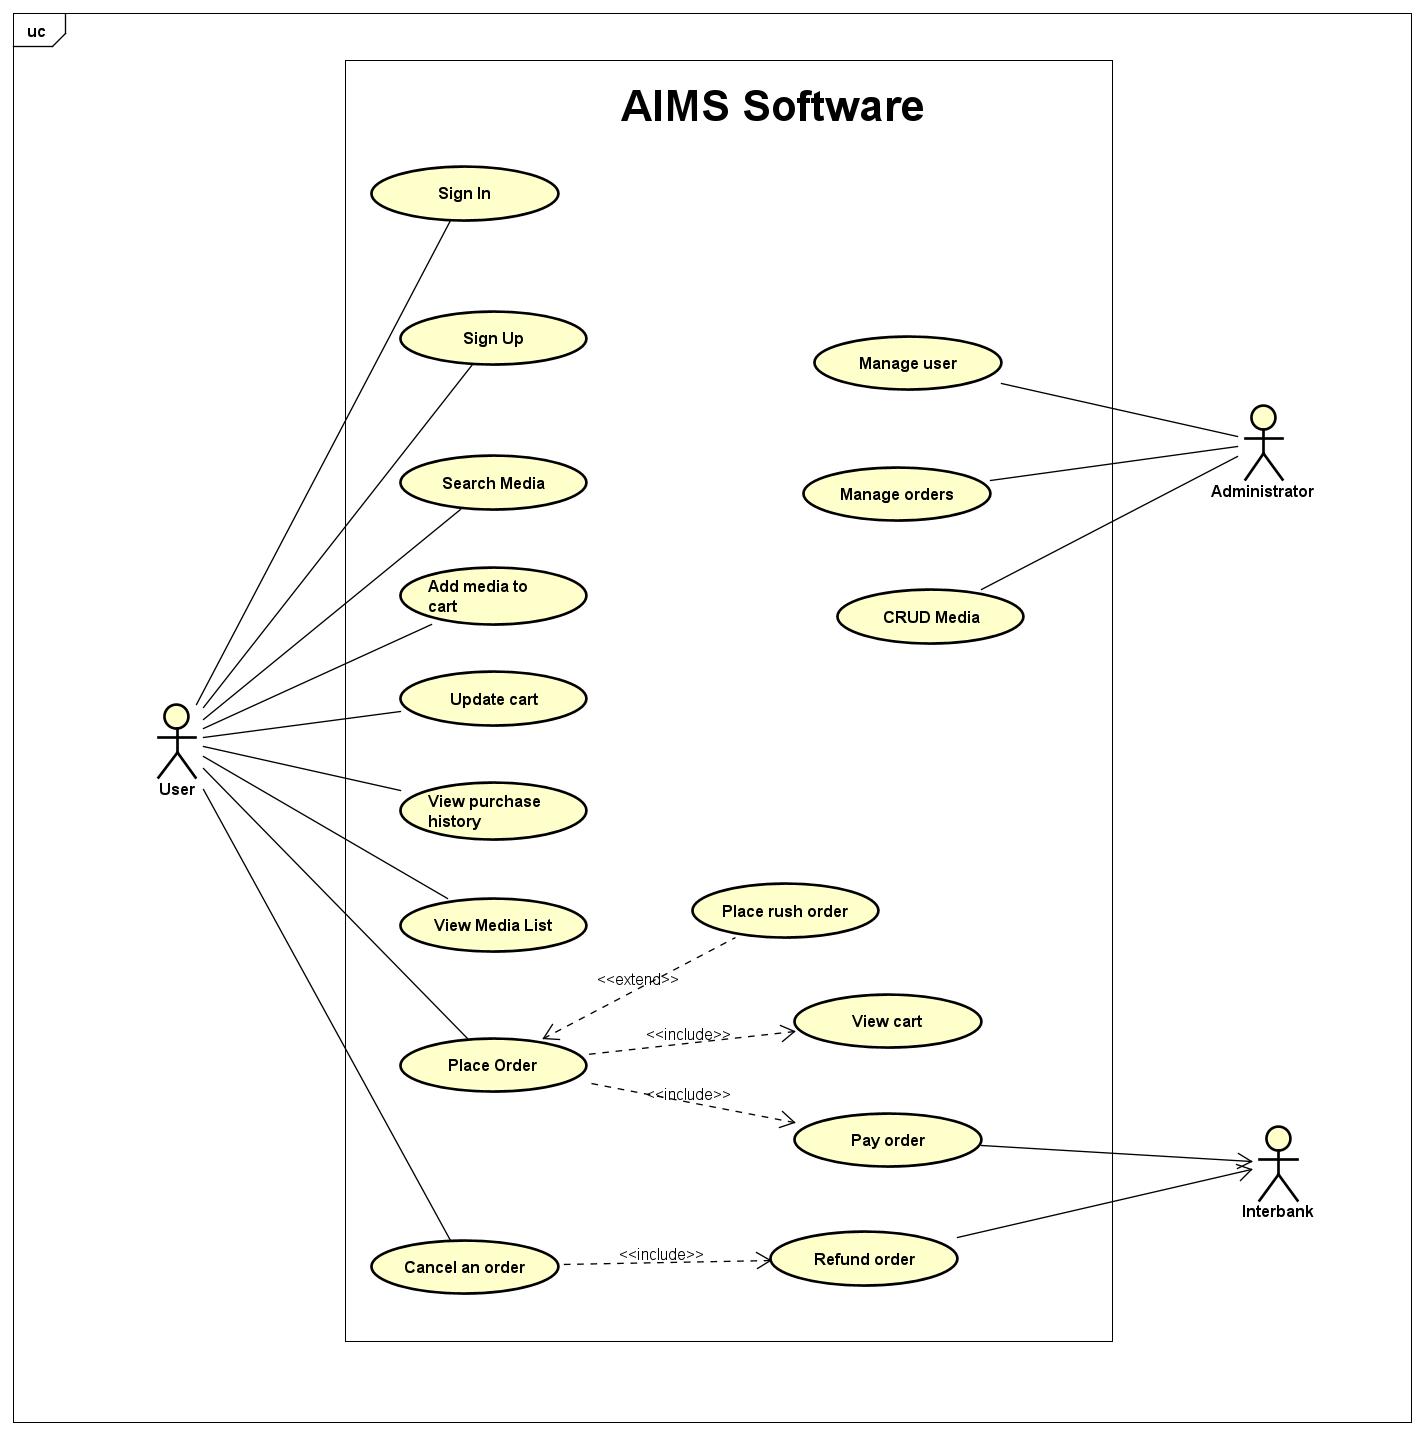 uc
AIMS Software
Sign In
Sign Up
Manage user
Search Media
Manage orders
Administrator
Add media to
cart
CRUD Media
Update cart
User
View purchase
history
View Media List
Place rush order
<<extend>>
View cart
<<include>>
Place Order
<<include>>
Pay order
Interbank
<<include>>
Cancel an order
Refund order